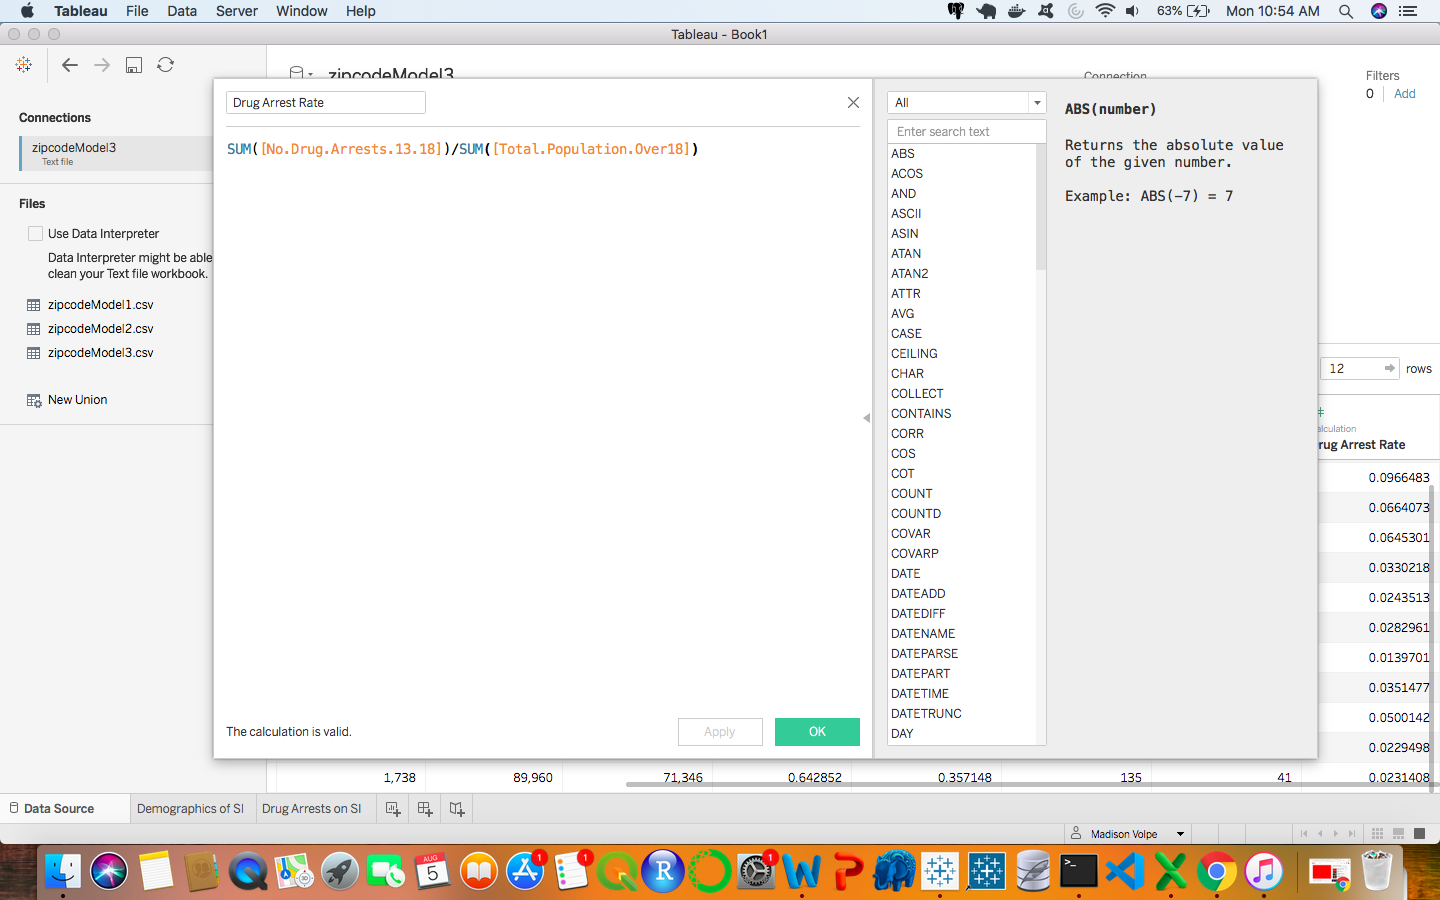 Tableau File Data Server Window Help 63% Mon 10:54 AM
Tableau - Book1
zipcodeModel3
Connection
Filters
0 Add
Connections
zipcodeModel3
Text file
Files
Use Data Interpreter
Data Interpreter might be able
clean your Text file workbook.
zipcodeModel1.csv
zipcodeModel2.csv
zipcodeModel3.csv
New Union
Drug Arrest Rate
SUM([No.Drug.Arrests.13.18])/SUM([Total.Population.Over18])
The calculation is valid.
Apply OK
All
Enter search text
ABS
ACOS
AND
ASCII
ASIN
ATAN
ATAN2
ATTR
AVG
CASE
CEILING
CHAR
COLLECT
CONTAINS
CORR
COS
COT
COUNT
COUNTD
COVAR
COVARP
DATE
DATEADD
DATEDIFF
DATENAME
DATEPARSE
DATEPART
DATETIME
DATETRUNC
DAY
ABS(number)
Returns the absolute value
of the given number.
Example: ABS(-7) = 7
12 rows
alculation
rug Arrest Rate
0.0966483
0.0664073
0.0645301
0.0330218
0.0243513
0.0282961
0.0139701
0.0351477
0.0500142
0.0229498
1,738 89,960 71,346 0.642852 0.357148 135 41 0.0231408
Data Source Demographics of SI Drug Arrests on SI
Madison Volpe
AUG
5
1
1
1